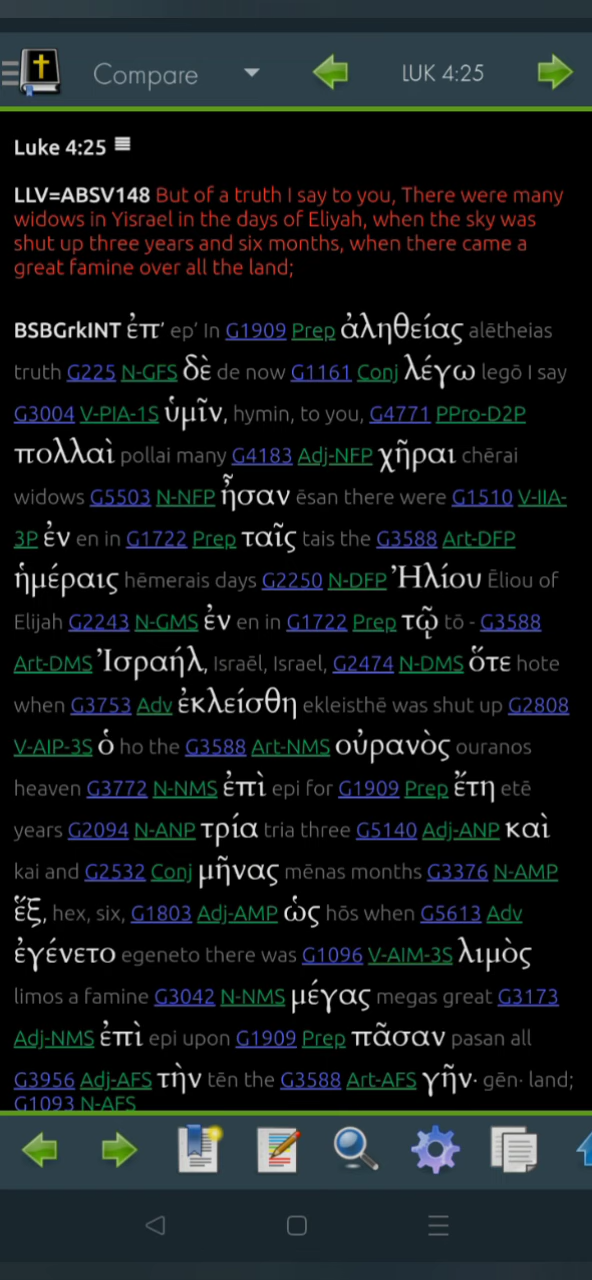 Compare
LUK 4:25
Luke 4:25
LLV=ABSV148 But of a truth I say to you, There were many
widows in Yisrael in the days of Eliyah, when the sky was
shut up three years and six months, when there came a
great famine over all the land;
BSBGrkINT ἐπ’ ep’ In G1909 Prep ἀληθείας alētheias
truth G225 N-GFS δὲ de now G1161 Conj λέγω legō I say
G3004 V-PIA-1S ὑμῖν, hymin, to you, G4771 PPro-D2P
πολλαὶ pollai many G4183 Adj-NFP χῆραι chērai
widows G5503 N-NFP ἦσαν ēsan there were G1510 V-IIA-
3P ἐν en in G1722 Prep ταῖς tais the G3588 Art-DFP
ἡμέραις hēmerais days G2250 N-DFP Ἠλίου Ēliou of
Elijah G2243 N-GMS ἐν en in G1722 Prep τῷ tō - G3588
Art-DMS Ἰσραήλ, Israēl, Israel, G2474 N-DMS ὅτε hote
when G3753 Adv ἐκλείσθη ekleisthē was shut up G2808
V-AIP-3S ὁ ho the G3588 Art-NMS οὐρανὸς ouranos
heaven G3772 N-NMS ἐπὶ epi for G1909 Prep ἔτη etē
years G2094 N-ANP τρία tria three G5140 Adj-ANP καὶ
kai and G2532 Conj μῆνας mēnas months G3376 N-AMP
ἕξ, hex, six, G1803 Adj-AMP ὡς hōs when G5613 Adv
ἐγένετο egeneto there was G1096 V-AIM-3S λιμὸς
limos a famine G3042 N-NMS μέγας megas great G3173
Adj-NMS ἐπὶ epi upon G1909 Prep πᾶσαν pasan all
G3956 Adj-AFS τὴν tēn the G3588 Art-AFS γῆν· gēn· land;
G1093 N-AFS